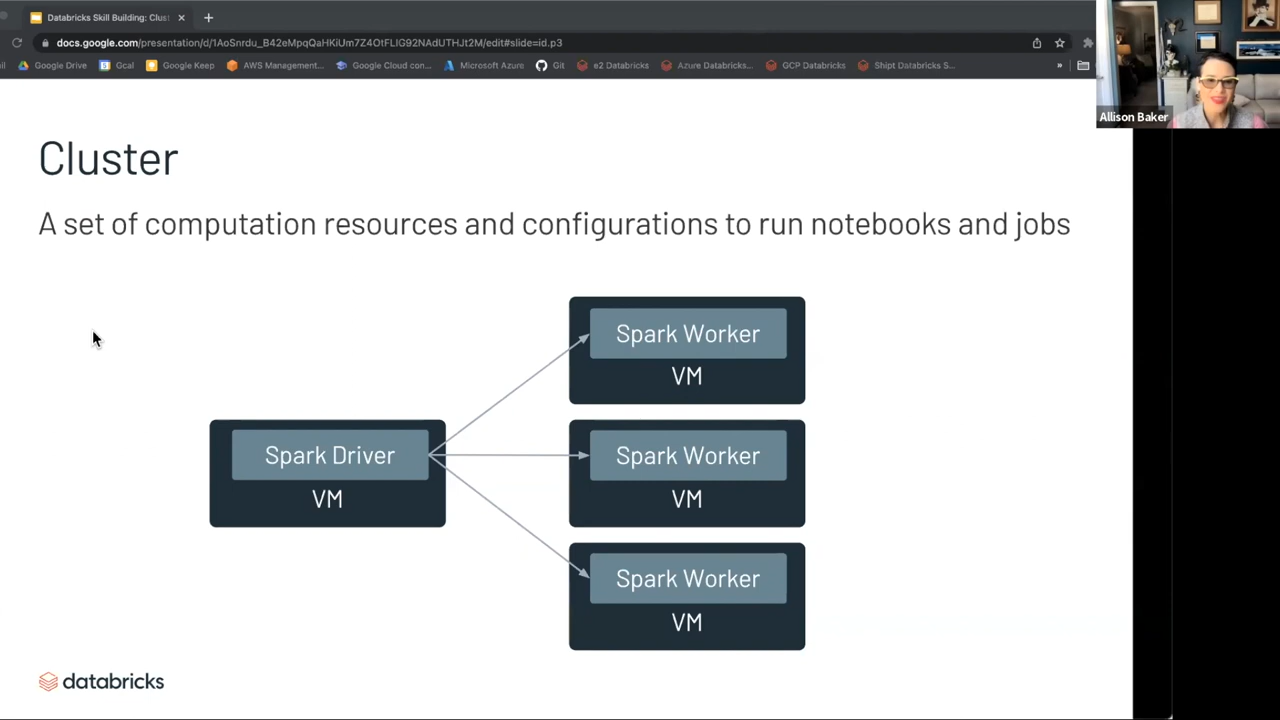 Databricks Skill Building: Clus
docs.google.com/presentation/d/1AoSnrdu_B42eMpqQaHKiUm7Z4OtFLIG92NAdUTHJt2M/edit#slide=id.p3
il
Google Drive
Gcal
Google Keep
AWS Management...
Google Cloud con...
Microsoft Azure
Git
e2 Databricks
Azure Databricks...
GCP Databricks
Shipt Databricks S...
»
Allison Baker
Cluster
A set of computation resources and configurations to run notebooks and jobs
Spark Worker
VM
Spark Driver
VM
Spark Worker
VM
Spark Worker
VM
databricks